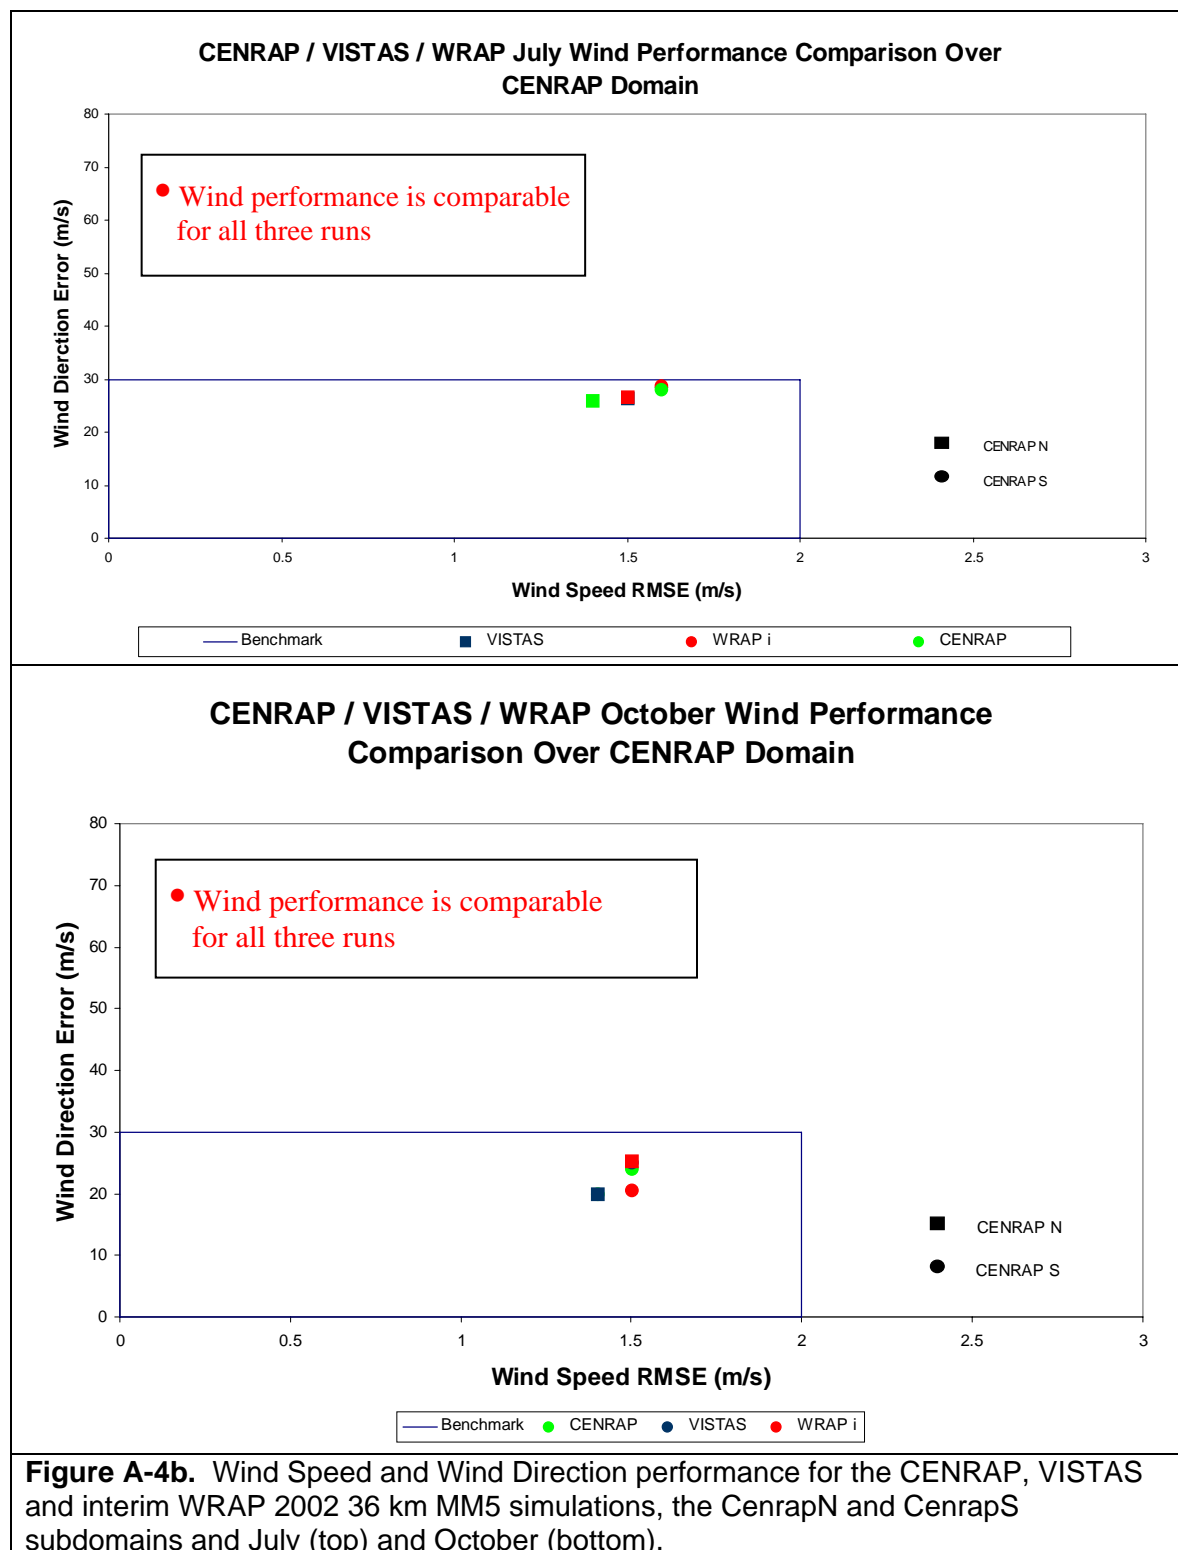 CENRAP / VISTAS / WRAP July Wind Performance Comparison Over
CENRAP Domain
Wind Dierction Error (m/s)
80
70
60
50
40
30
20
10
0
• Wind performance is comparable
for all three runs
CENRAP N
CENRAP S
0 0.5 1 1.5 2 2.5 3
Wind Speed RMSE (m/s)
Benchmark VISTAS WRAP i CENRAP
CENRAP / VISTAS / WRAP October Wind Performance
Comparison Over CENRAP Domain
Wind Direction Error (m/s)
80
70
60
50
40
30
20
10
0
• Wind performance is comparable
for all three runs
CENRAP N
CENRAP S
0 0.5 1 1.5 2 2.5 3
Wind Speed RMSE (m/s)
Benchmark CENRAP VISTAS WRAP i
Figure A-4b. Wind Speed and Wind Direction performance for the CENRAP, VISTAS
and interim WRAP 2002 36 km MM5 simulations, the CenrapN and CenrapS
subdomains and July (top) and October (bottom).